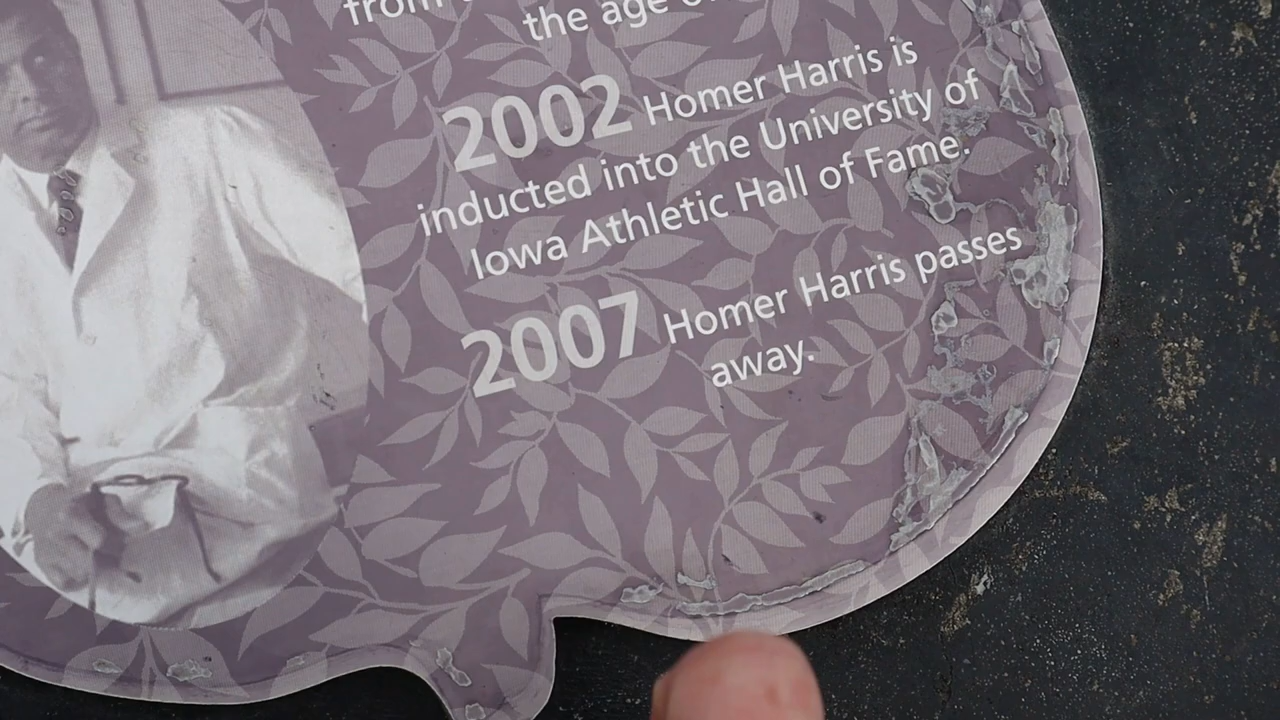 from
the age
2002 Homer Harris is
inducted into the University of
Iowa Athletic Hall of Fame.
2007 Homer Harris passes
away.